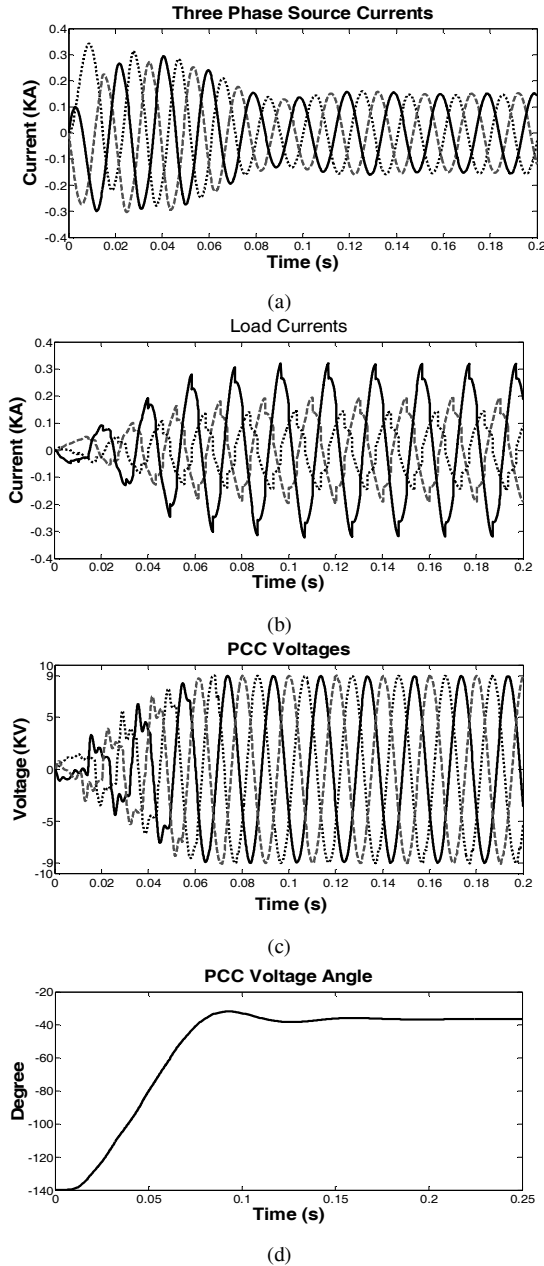 Three Phase Source Currents
0.4
0.3
0.2
0.1
0
-0.1
-0.2
-0.3
-0.4
Current (KA)
0 0.02 0.04 0.06 0.08 0.1 0.12 0.14 0.16 0.18 0.2
Time (s)
(a)
Load Currents
0.4
0.3
0.2
0.1
0
-0.1
-0.2
-0.3
-0.4
Current (KA)
0 0.02 0.04 0.06 0.08 0.1 0.12 0.14 0.16 0.18 0.2
Time (s)
(b)
PCC Voltages
10
9
5
0
-5
-9
-10
Voltage (KV)
0 0.02 0.04 0.06 0.08 0.1 0.12 0.14 0.16 0.18 0.2
Time (s)
(c)
PCC Voltage Angle
-20
-40
-60
-80
-100
-120
-140
Degree
0 0.05 0.1 0.15 0.2 0.25
Time (s)
(d)